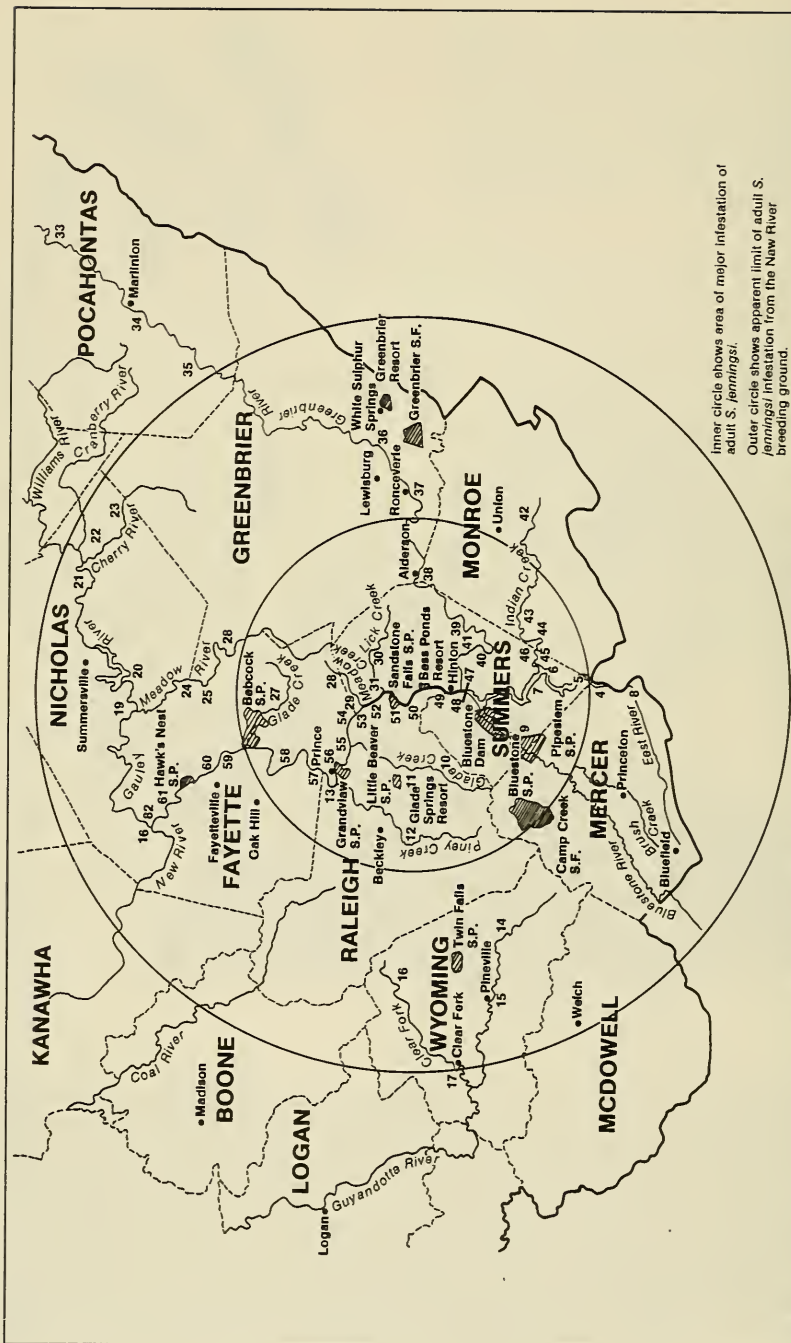 KANAWHA
NICHOLAS
POCAHONTAS
33
Marlinton
34
35
Williams River
Cranberry River
Cherry River
22
23
21
Summersville
20
19
Gauley
River
Meadow
River
24
25
28
GREENBRIER
Greenbrier
River
White Sulphur
Springs
Greenbrier
Resort
36
Greenbrier S.F.
Lewisburg
Ronceverte
37
Alderson
38
MONROE
Union
42
Indian Creek
43
44
45
46
39
41
40
New River
16
82
61
Hawk's Nest
S.P.
60
59
Fayetteville
FAYETTE
Oak Hill
Babcock
S.P.
27
Glade Creek
58
57
Prince
56
13
Grandview
S.P.
55
54
53
52
28
29
Meadow
Creek
31
30
Lick Creek
Sandstone
Falls S.P.
51
Bass Ponds
Resort
50
49
Hinton
48
47
Bluestone
Dam
SUMMERS
Little Beaver
S.P.
11
Glade
Springs
Resort
12
Beckley
Piney Creek
10
Glade
Creek
RALEIGH
Bluestone
S.P.
9
Pipestem
S.P.
7
6
5
4
8
Camp Creek
S.F.
MERCER
Princeton
East River
Brush
Creek
Bluefield
Bluestone River
Coal River
Madison
BOONE
LOGAN
Logan
Guyandotta River
Clear Fork
16
WYOMING
Clear Fork
17
Twin Falls
S.P.
Pineville
15
14
Welch
MCDOWELL
Inner circle shows area of major infestation of
adult S. jenningsi.
Outer circle shows apparent limit of adult S.
jenningsi infestation from the Naw River
breeding ground.